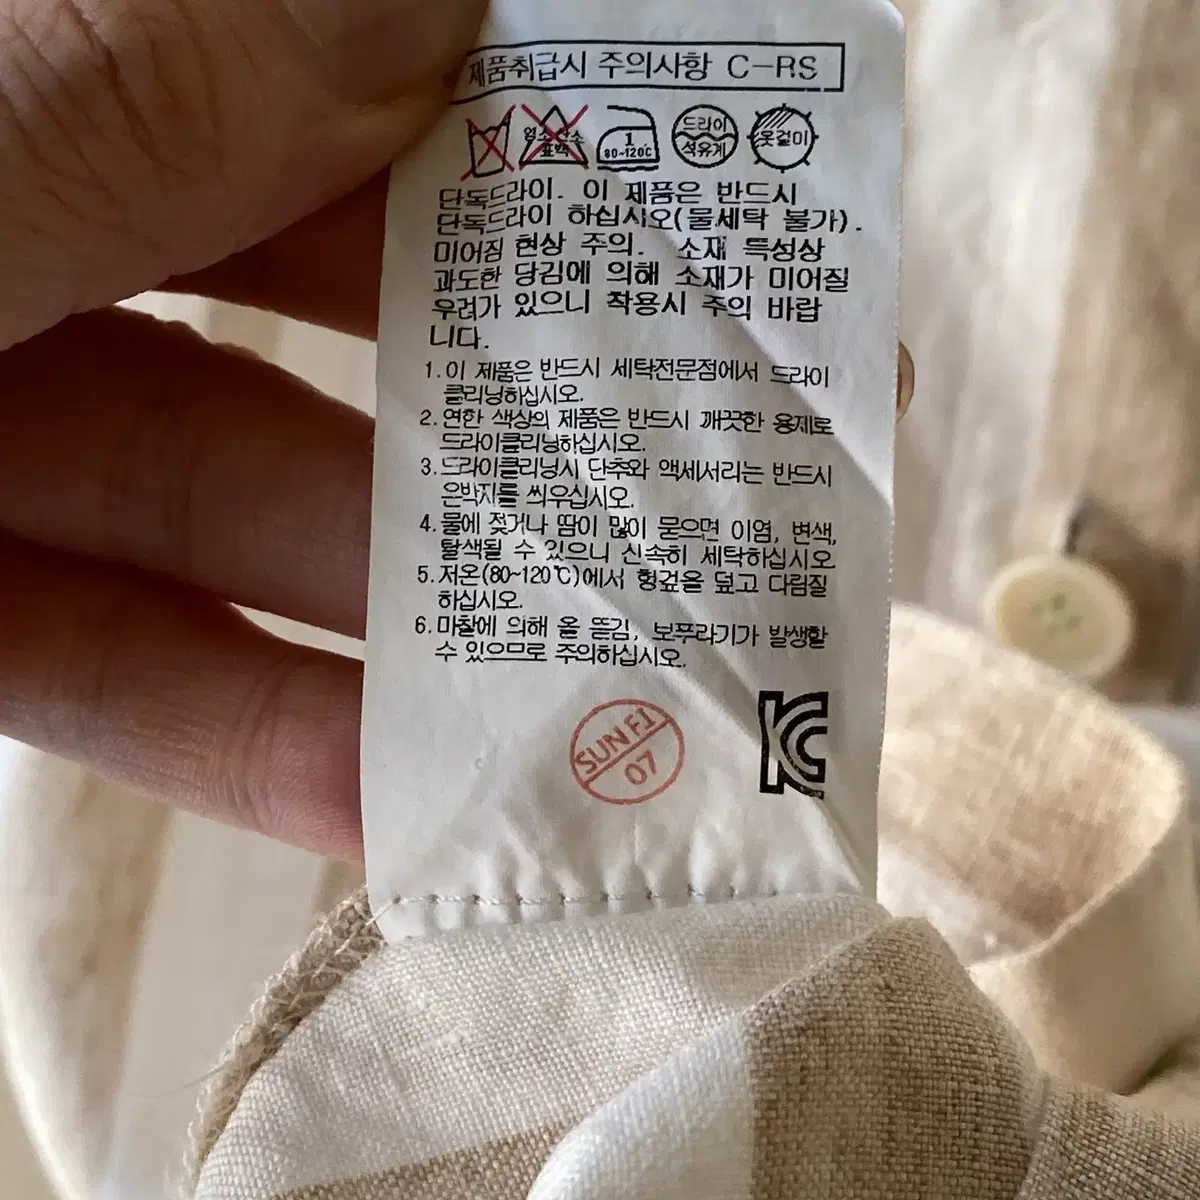 제품취급시 주의사항 C-RS
염소산소
표백
1
80~120℃
드라이
석유계
옷걸이
단독드라이. 이 제품은 반드시
단독드라이 하십시오(물세탁 불가).
미어짐 현상 주의. 소재 특성상
과도한 당김에 의해 소재가 미어질
우려가 있으니 착용시 주의 바랍
니다.
1. 이 제품은 반드시 세탁전문점에서 드라이
클리닝하십시오.
2. 연한 색상의 제품은 반드시 깨끗한 용제로
드라이클리닝하십시오.
3. 드라이클리닝시 단추와 액세서리는 반드시
은박지를 씌우십시오.
4. 물에 젖거나 땀이 많이 묻으면 이염, 변색,
탈색될 수 있으니 신속히 세탁하십시오
5. 저온(80~120℃)에서 헝겊을 덮고 다림질
하십시오.
6. 마찰에 의해 올 뜯김, 보푸라기가 발생할
수 있으므로 주의하십시오.
SUN F.1
07
KC